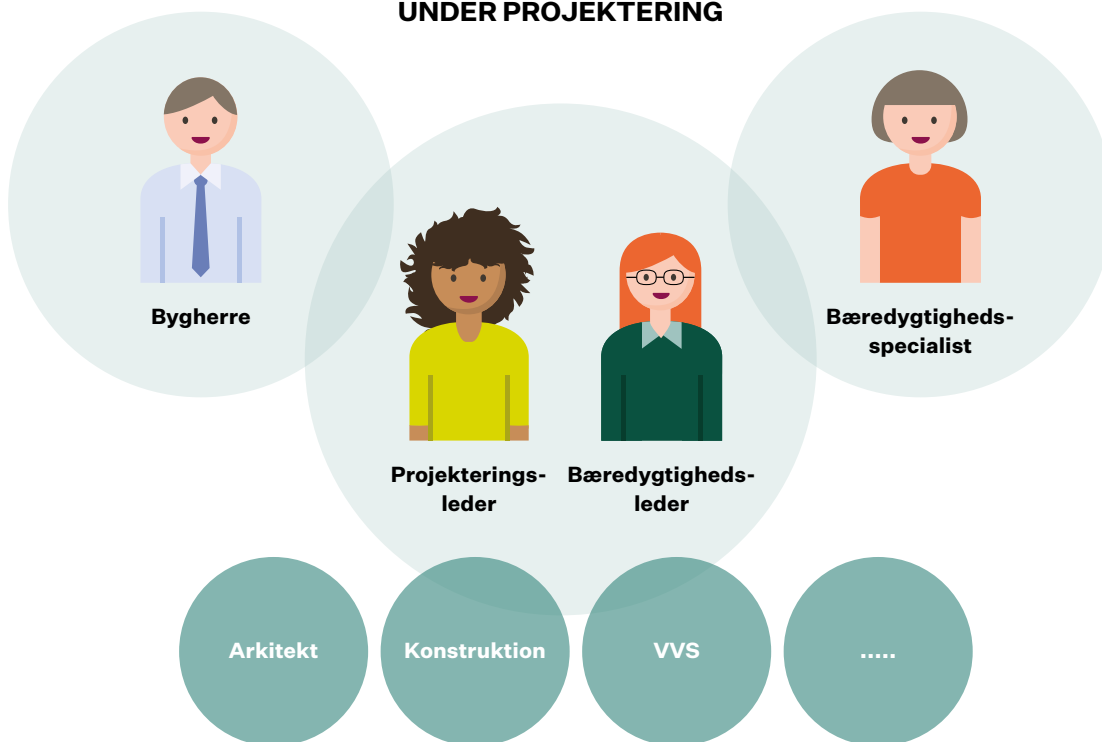 UNDER PROJEKTERING
Bygherre
Bæredygtigheds-
specialist
Projekterings-
leder
Bæredygtigheds-
leder
Arkitekt
Konstruktion
VVS
.....